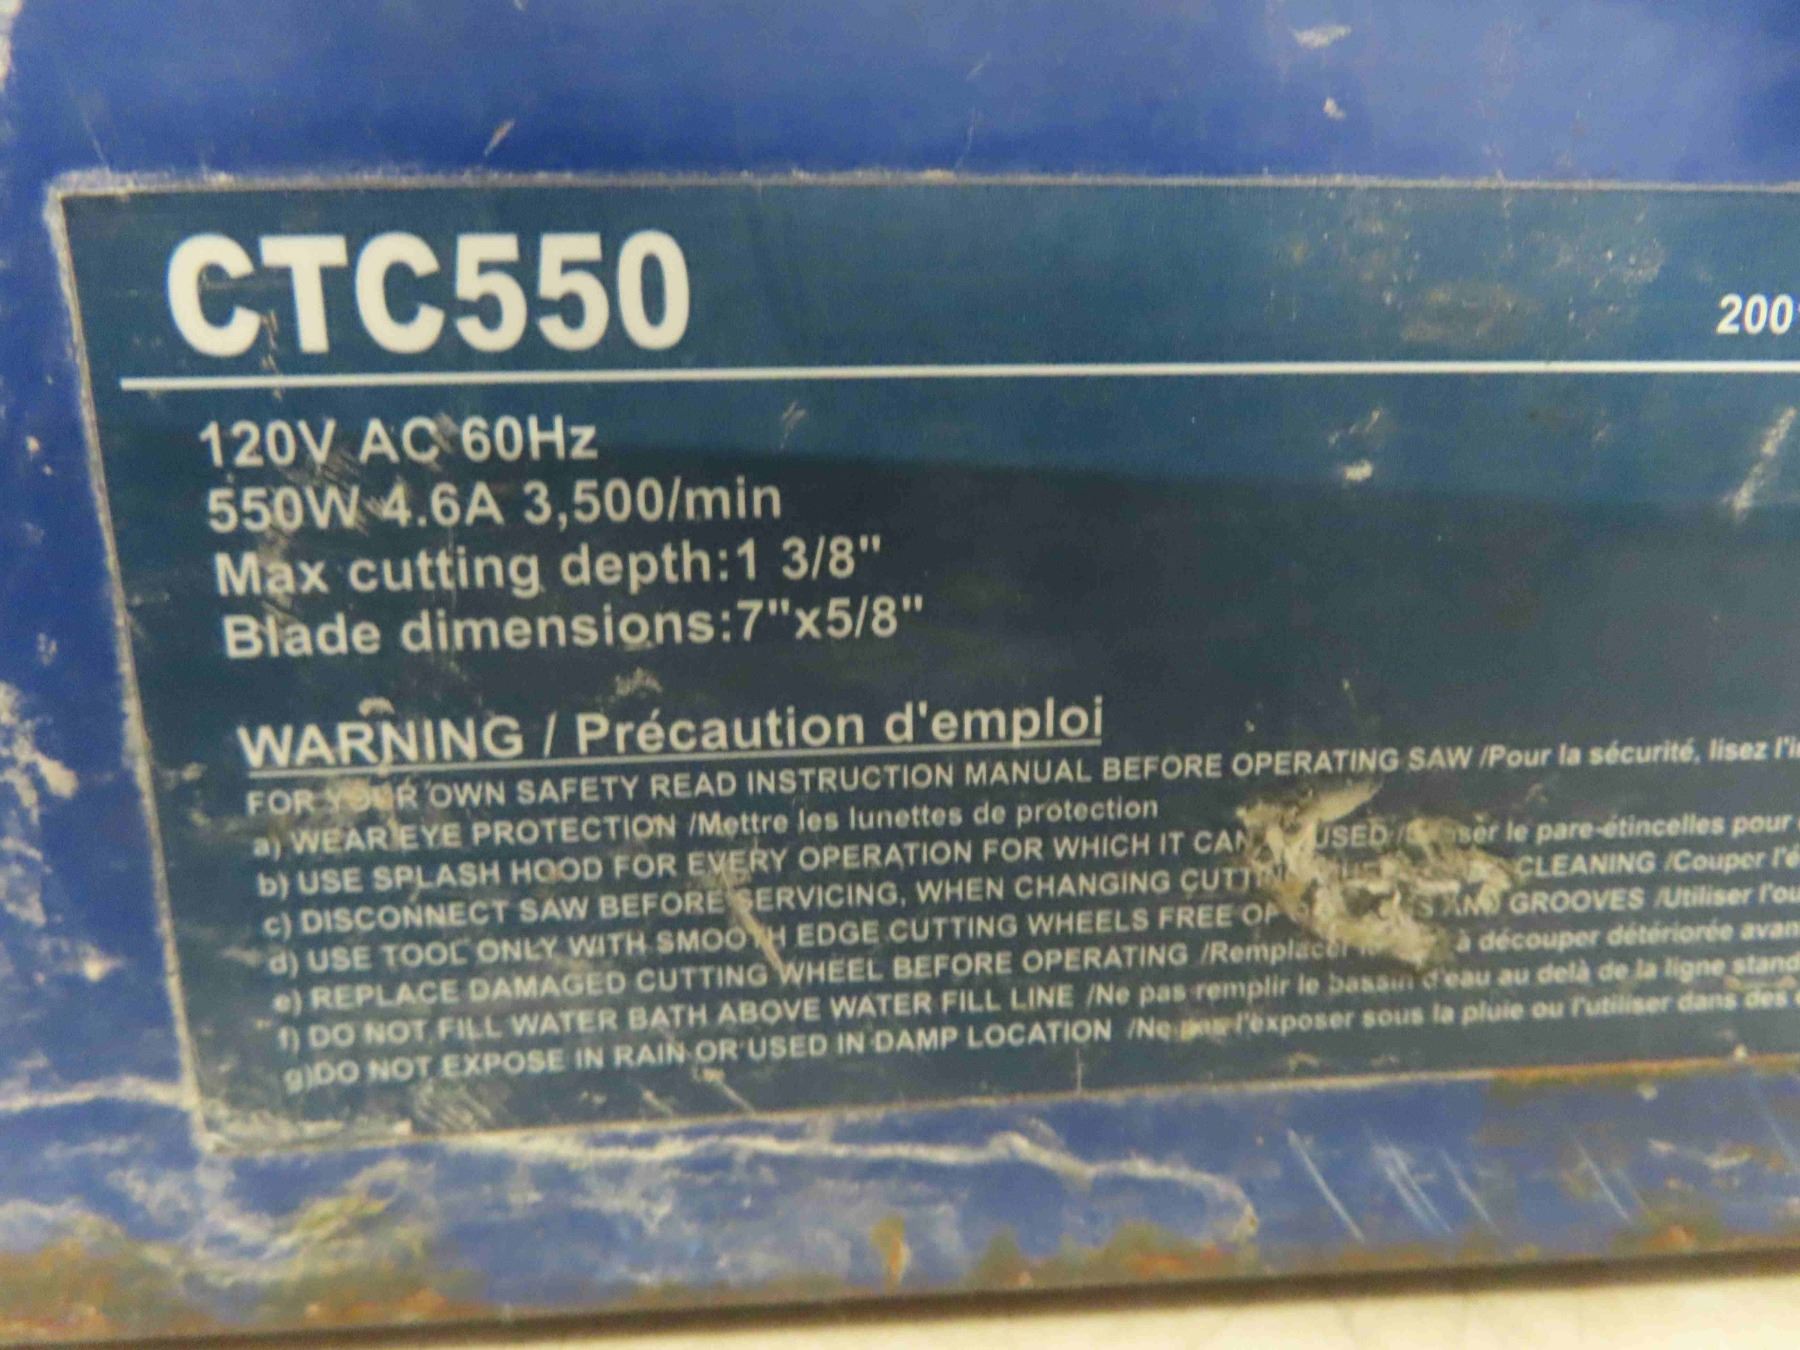 CTC550
200
120V AC 60Hz
550W 4.6A 3,500/min
Max cutting depth:1 3/8"
Blade dimensions:7"x5/8"
WARNING / Précaution d'emploi
FOR YOUR OWN SAFETY READ INSTRUCTION MANUAL BEFORE OPERATING SAW /Pour la sécurité, lisez
a) WEAR EYE PROTECTION /Mettre les lunettes de protection
b) USE SPLASH HOOD FOR EVERY OPERATION FOR WHICH IT CAN USED le pare-étincelles pour
c) DISCONNECT SAW BEFORE SERVICING, WHEN CHANGING CLEANING /Couper
d) USE TOOL ONLY WITH SMOOTH EDGE CUTTING WHEELS FREE OF AND GROOVES /Utiliser
e) REPLACE DAMAGED CUTTING WHEEL BEFORE OPERATING /Remplacer à découper détériorée
f) DO NOT FILL WATER BATH ABOVE WATER FILL LINE /Ne pas remplir le bassin d'eau au delà de la ligne
g)DO NOT EXPOSE IN RAIN OR USED IN DAMP LOCATION /Ne pas l'exposer sous la pluie ou l'utiliser dans des